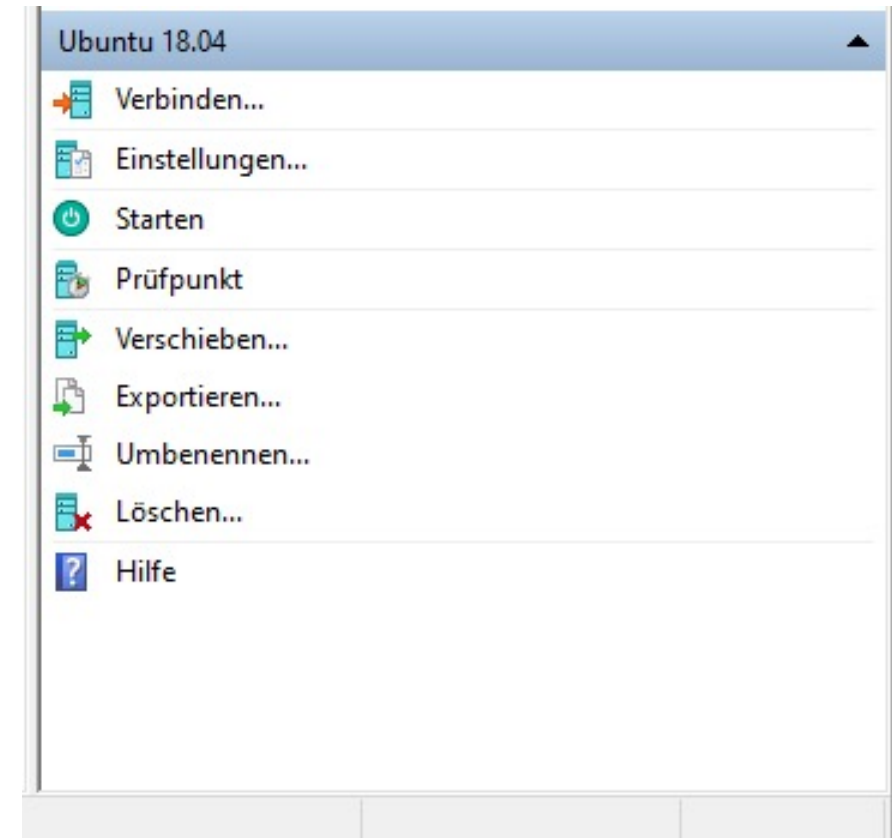 Ubuntu 18.04
Verbinden...
Einstellungen...
Starten
Prüfpunkt
Verschieben...
Exportieren...
Umbenennen...
Löschen...
Hilfe